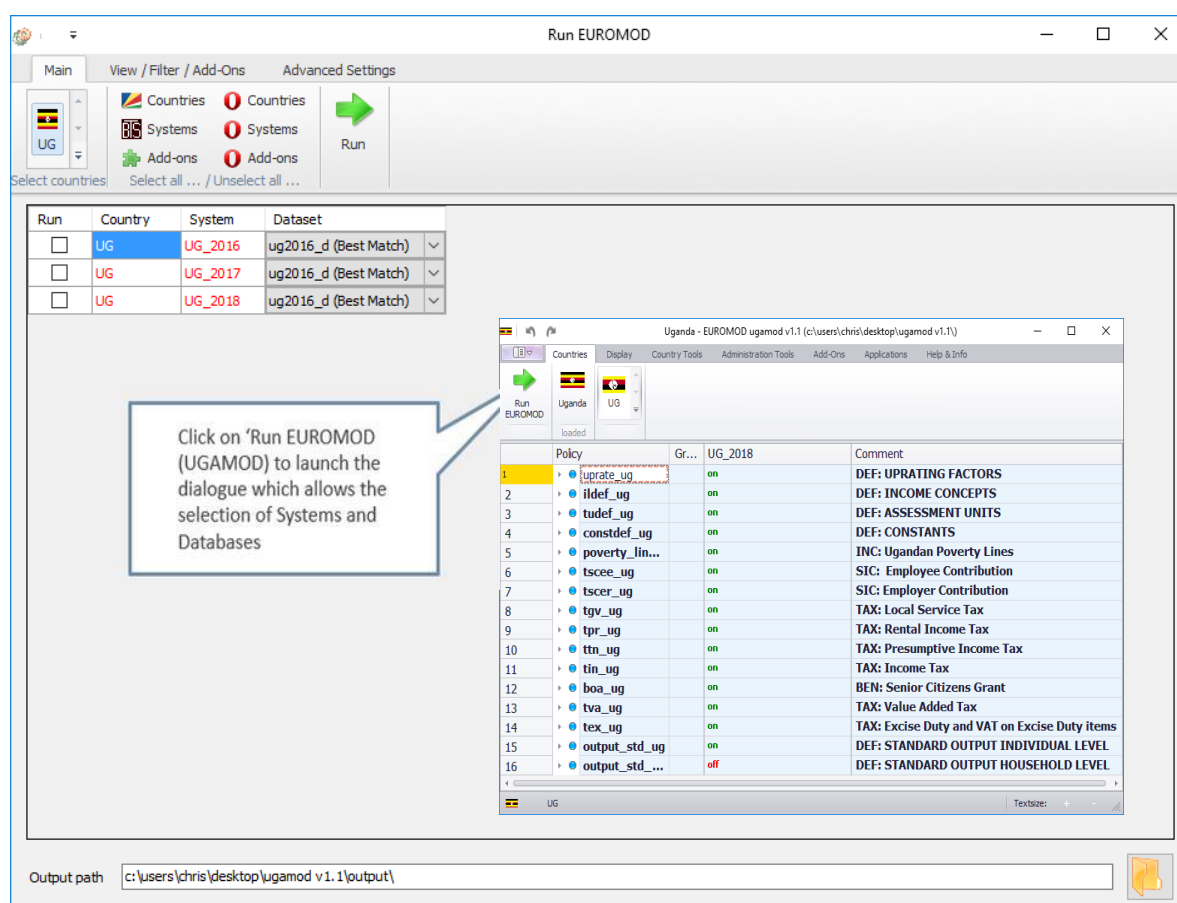 Run EUROMOD
Main View / Filter / Add-Ons Advanced Settings
Countries Countries
Systems Systems
UG Run
Add-ons Add-ons
Select countries Select all ... / Unselect all ...
Run Country System Dataset
UG UG_2016 ug2016_d (Best Match)
UG UG_2017 ug2016_d (Best Match)
UG UG_2018 ug2016_d (Best Match)
Click on ‘Run EUROMOD
(UGAMOD) to launch the
dialogue which allows the
selection of Systems and
Databases
Uganda - EUROMOD ugamod v1.1 (c:\users\chris\desktop\ugamod v1.1\)
Countries Display Country Tools Administration Tools Add-Ons Applications Help & Info
Run Uganda UG
EUROMOD
loaded
Policy Gr... UG_2018 Comment
1 uprate_ug on DEF: UPRATING FACTORS
2 ildef_ug on DEF: INCOME CONCEPTS
3 tudef_ug on DEF: ASSESSMENT UNITS
4 constdef_ug on DEF: CONSTANTS
5 poverty_lin... on INC: Ugandan Poverty Lines
6 tscee_ug on SIC: Employee Contribution
7 tscer_ug on SIC: Employer Contribution
8 tgv_ug on TAX: Local Service Tax
9 tpr_ug on TAX: Rental Income Tax
10 ttn_ug on TAX: Presumptive Income Tax
11 tin_ug on TAX: Income Tax
12 boa_ug on BEN: Senior Citizens Grant
13 tva_ug on TAX: Value Added Tax
14 tex_ug on TAX: Excise Duty and VAT on Excise Duty items
15 output_std_ug on DEF: STANDARD OUTPUT INDIVIDUAL LEVEL
16 output_std_... off DEF: STANDARD OUTPUT HOUSEHOLD LEVEL
UG Textsize: + -
Output path c:\users\chris\desktop\ugamod v1.1\output\